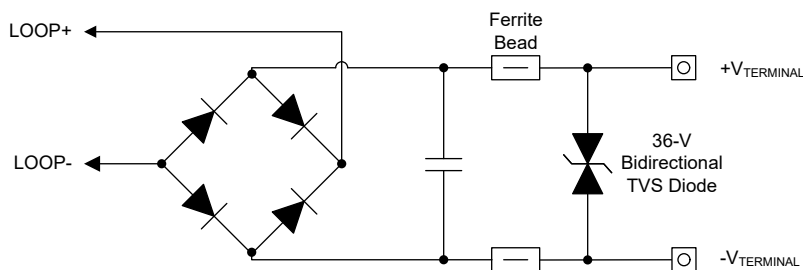 LOOP+
Ferrite
Bead
+VTERMINAL
LOOP-
36-V
Bidirectional
TVS Diode
-VTERMINAL